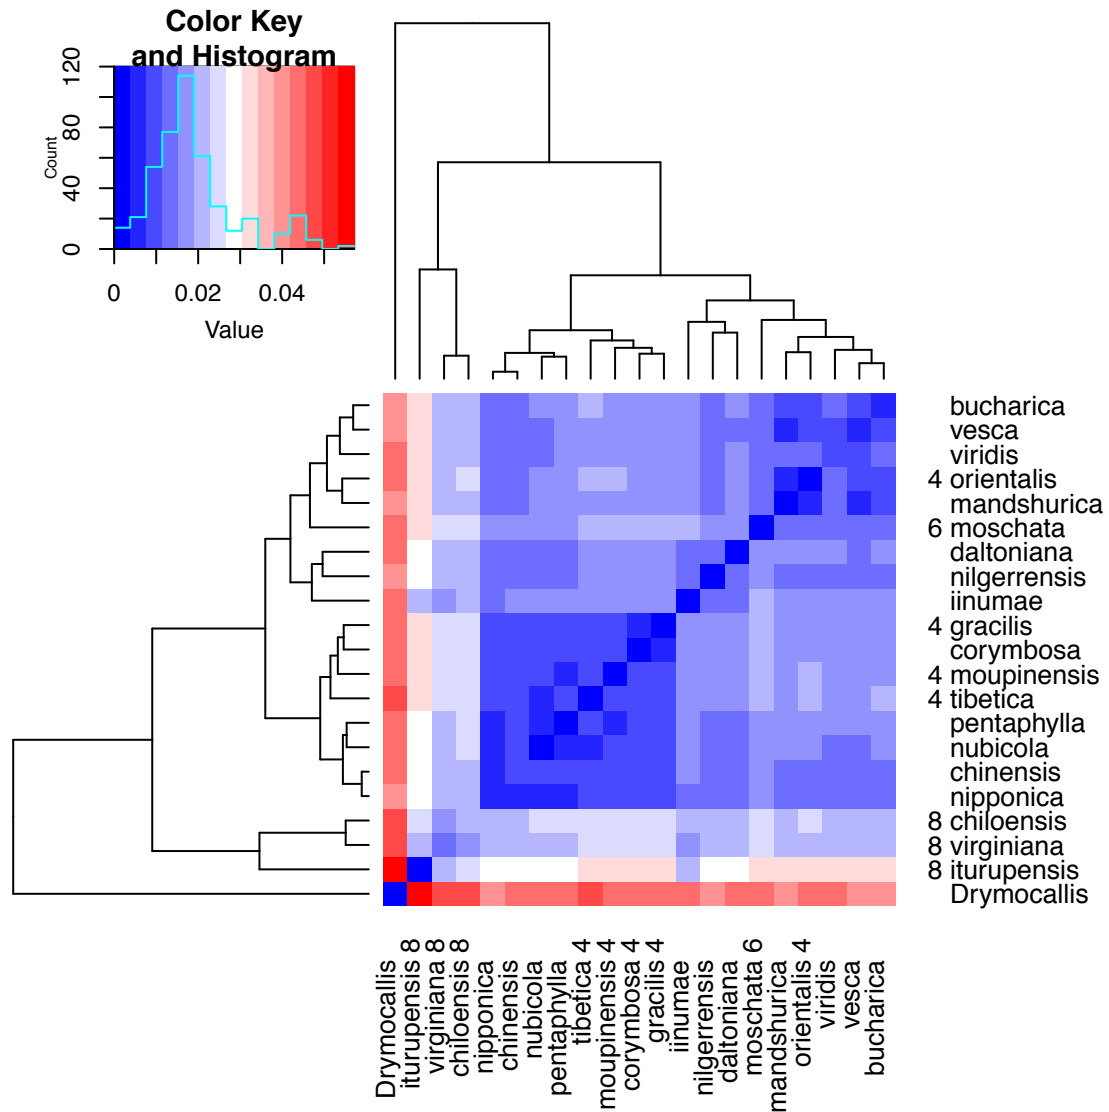 Color Key
and Histogram
Count
0
40
80
120
0 0.02 0.04
Value
bucharica
vesca
viridis
4 orientalis
mandshurica
6 moschata
daltoniana
nilgerrensis
iinumae
4 gracilis
corymbosa
4 moupinensis
4 tibetica
pentaphylla
nubicola
chinensis
nipponica
8 chiloensis
8 virginiana
8 iturupensis
Drymocallis
Drymocallis
iturupensis 8
virginiana 8
chiloensis 8
nipponica
chinensis
nubicola
pentaphylla
tibetica 4
moupinensis 4
corymbosa 4
gracilis 4
iinumae
nilgerrensis
daltoniana
moschata 6
mandshurica
orientalis 4
viridis
vesca
bucharica